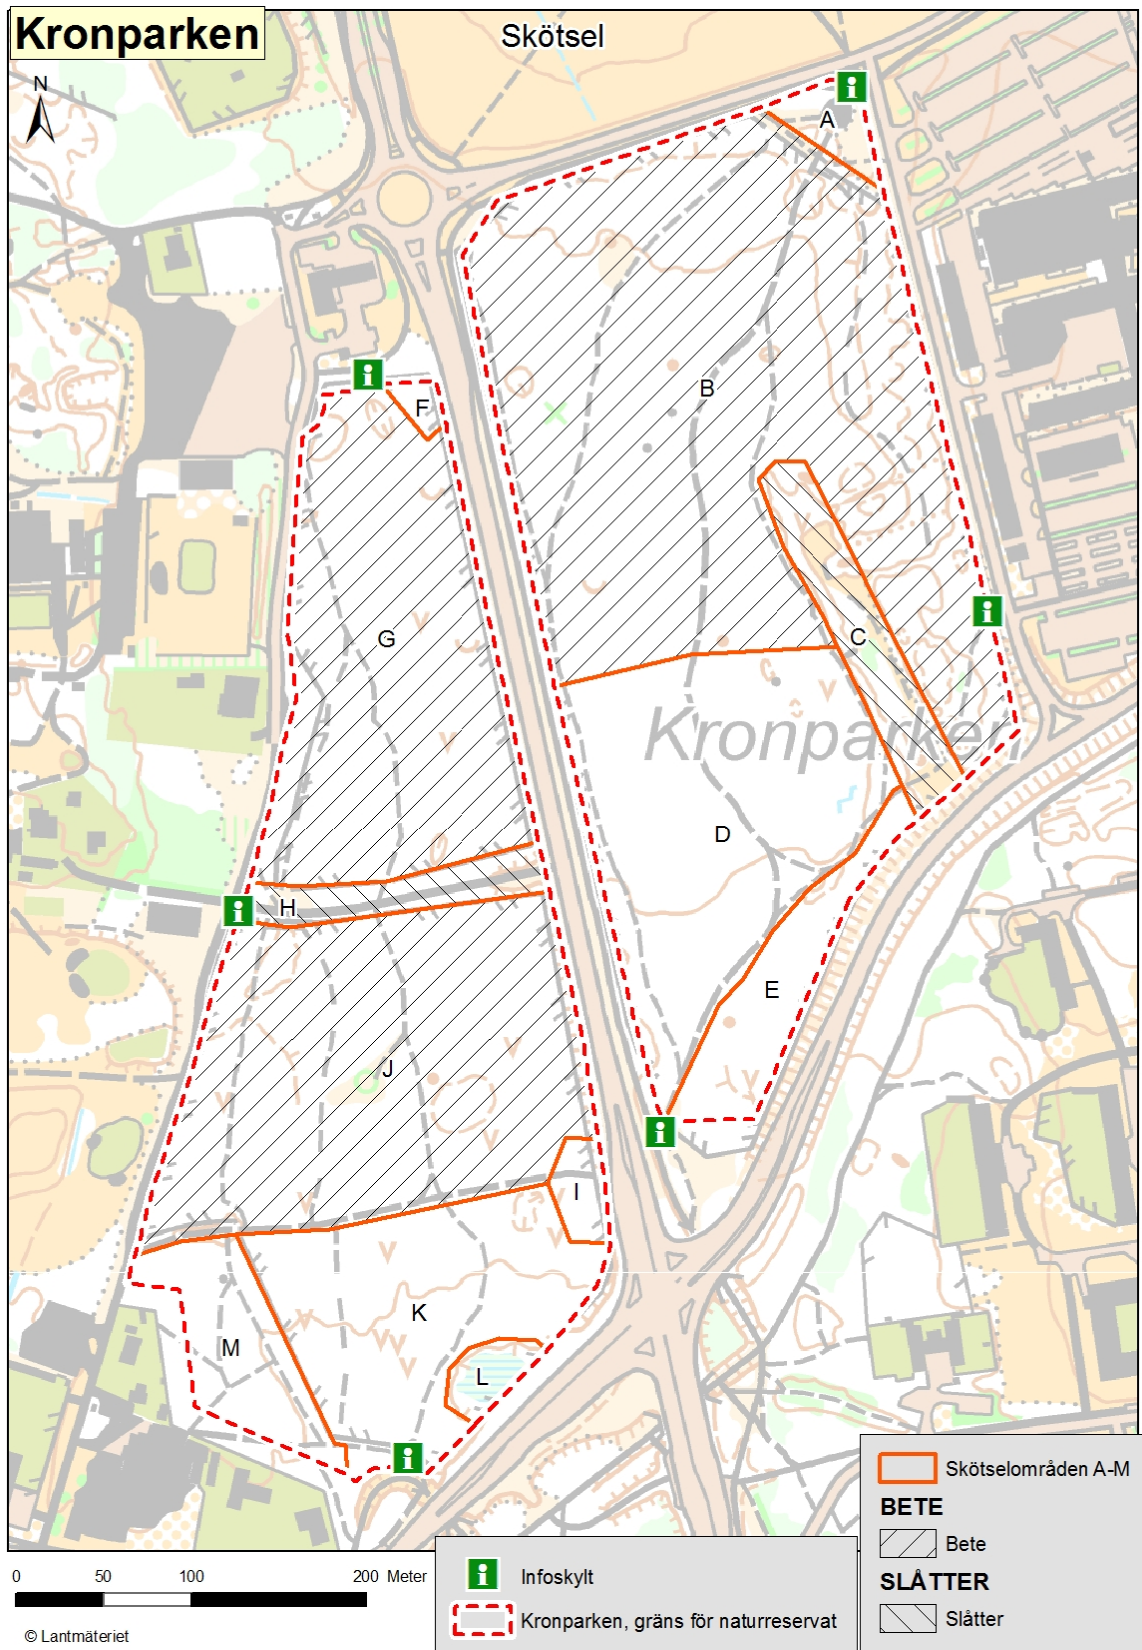 Kronparken
Skötsel
N
A
B
F
C
G
Kronparken
D
H
E
J
I
K
M
L
Skötselområden A-M
BETE
Bete
SLÅTTER
Slåtter
Infoskylt
Kronparken, gräns för naturreservat
0 50 100 200 Meter
© Lantmäteriet